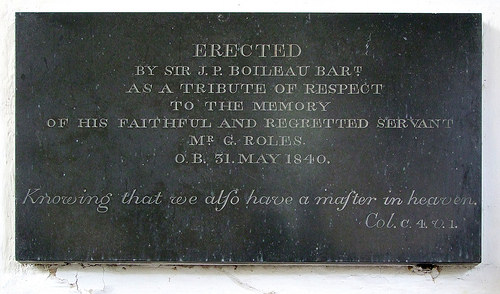 ERECTED
BY SIR J. P. BOILEAU BART
AS A TRIBUTE OF RESPECT
TO THE MEMORY
OF HIS FAITHFUL AND REGRETTED SERVANT
MR G. ROLES.
O.B. 31. MAY 1840.
Knowing that we alſo have a maſter in heaven.
Col. c. 4. v. 1.